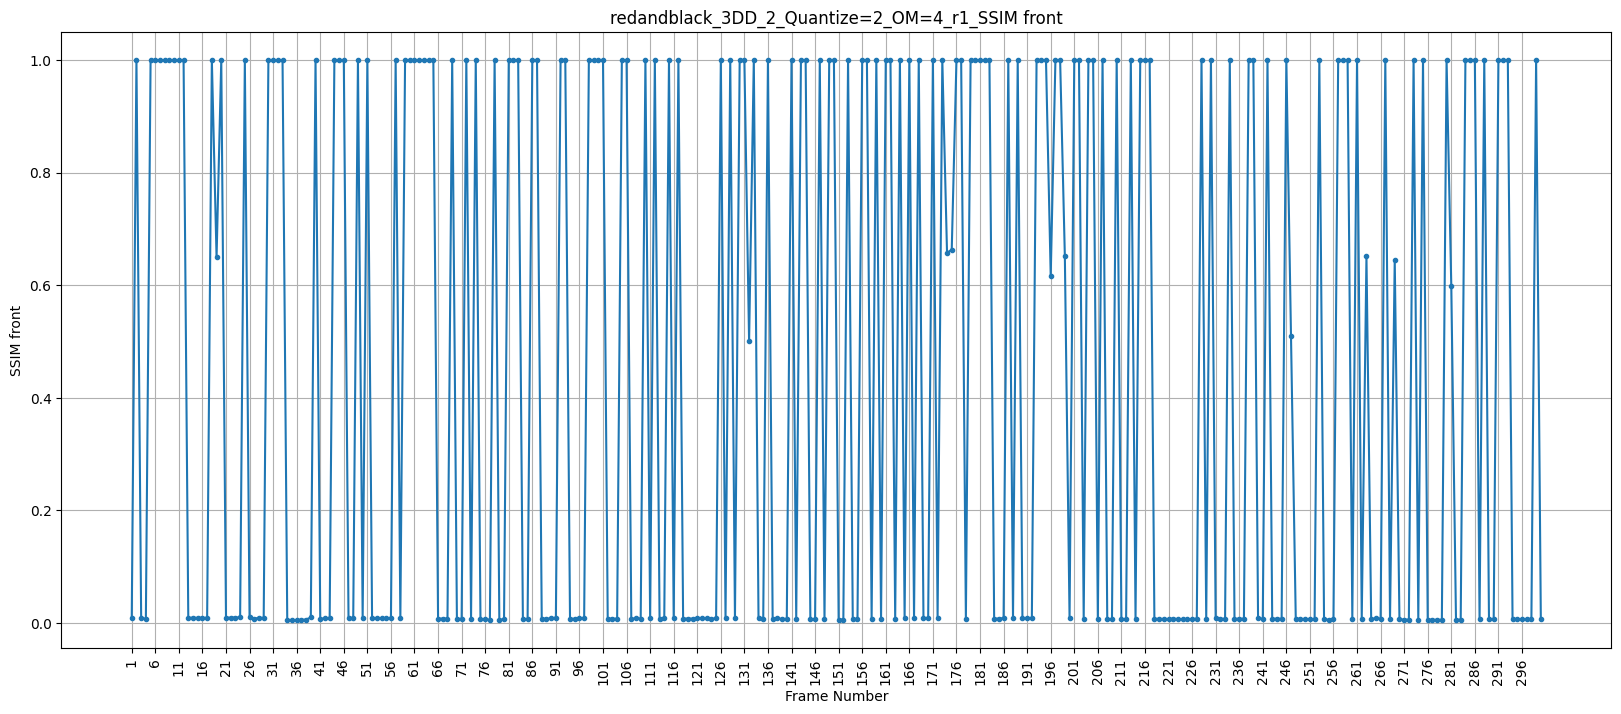 redandblack_3DD_2_Quantize=2_OM=4_r1_SSIM front
1.0
0.8
0.6
0.4
0.2
0.0
SSIM front
1 6 11 16 21 26 31 36 41 46 51 56 61 66 71 76 81 86 91 96 101 106 111 116 121 126 131 136 141 146 151 156 161 166 171 176 181 186 191 196 201 206 211 216 221 226 231 236 241 246 251 256 261 266 271 276 281 286 291 296
Frame Number